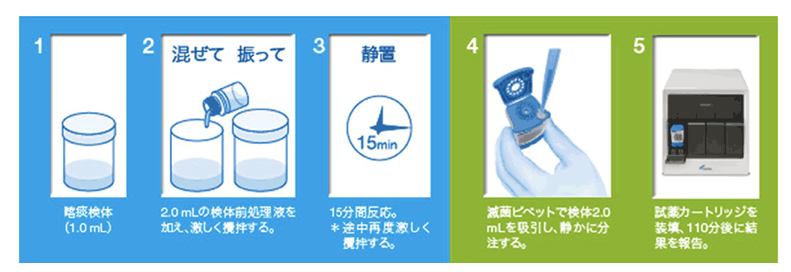 1
喀痰検体
(1.0 mL)
2
混ぜて 振って
2.0 mLの検体前処理液を
加え、激しく攪拌する。
3
静置
15min
15分間反応。
＊途中再度激しく
攪拌する。
4
滅菌ピペットで検体2.0
mLを吸引し、静かに分
注する。
5
試薬カートリッジを
装填、110分後に結
果を報告。